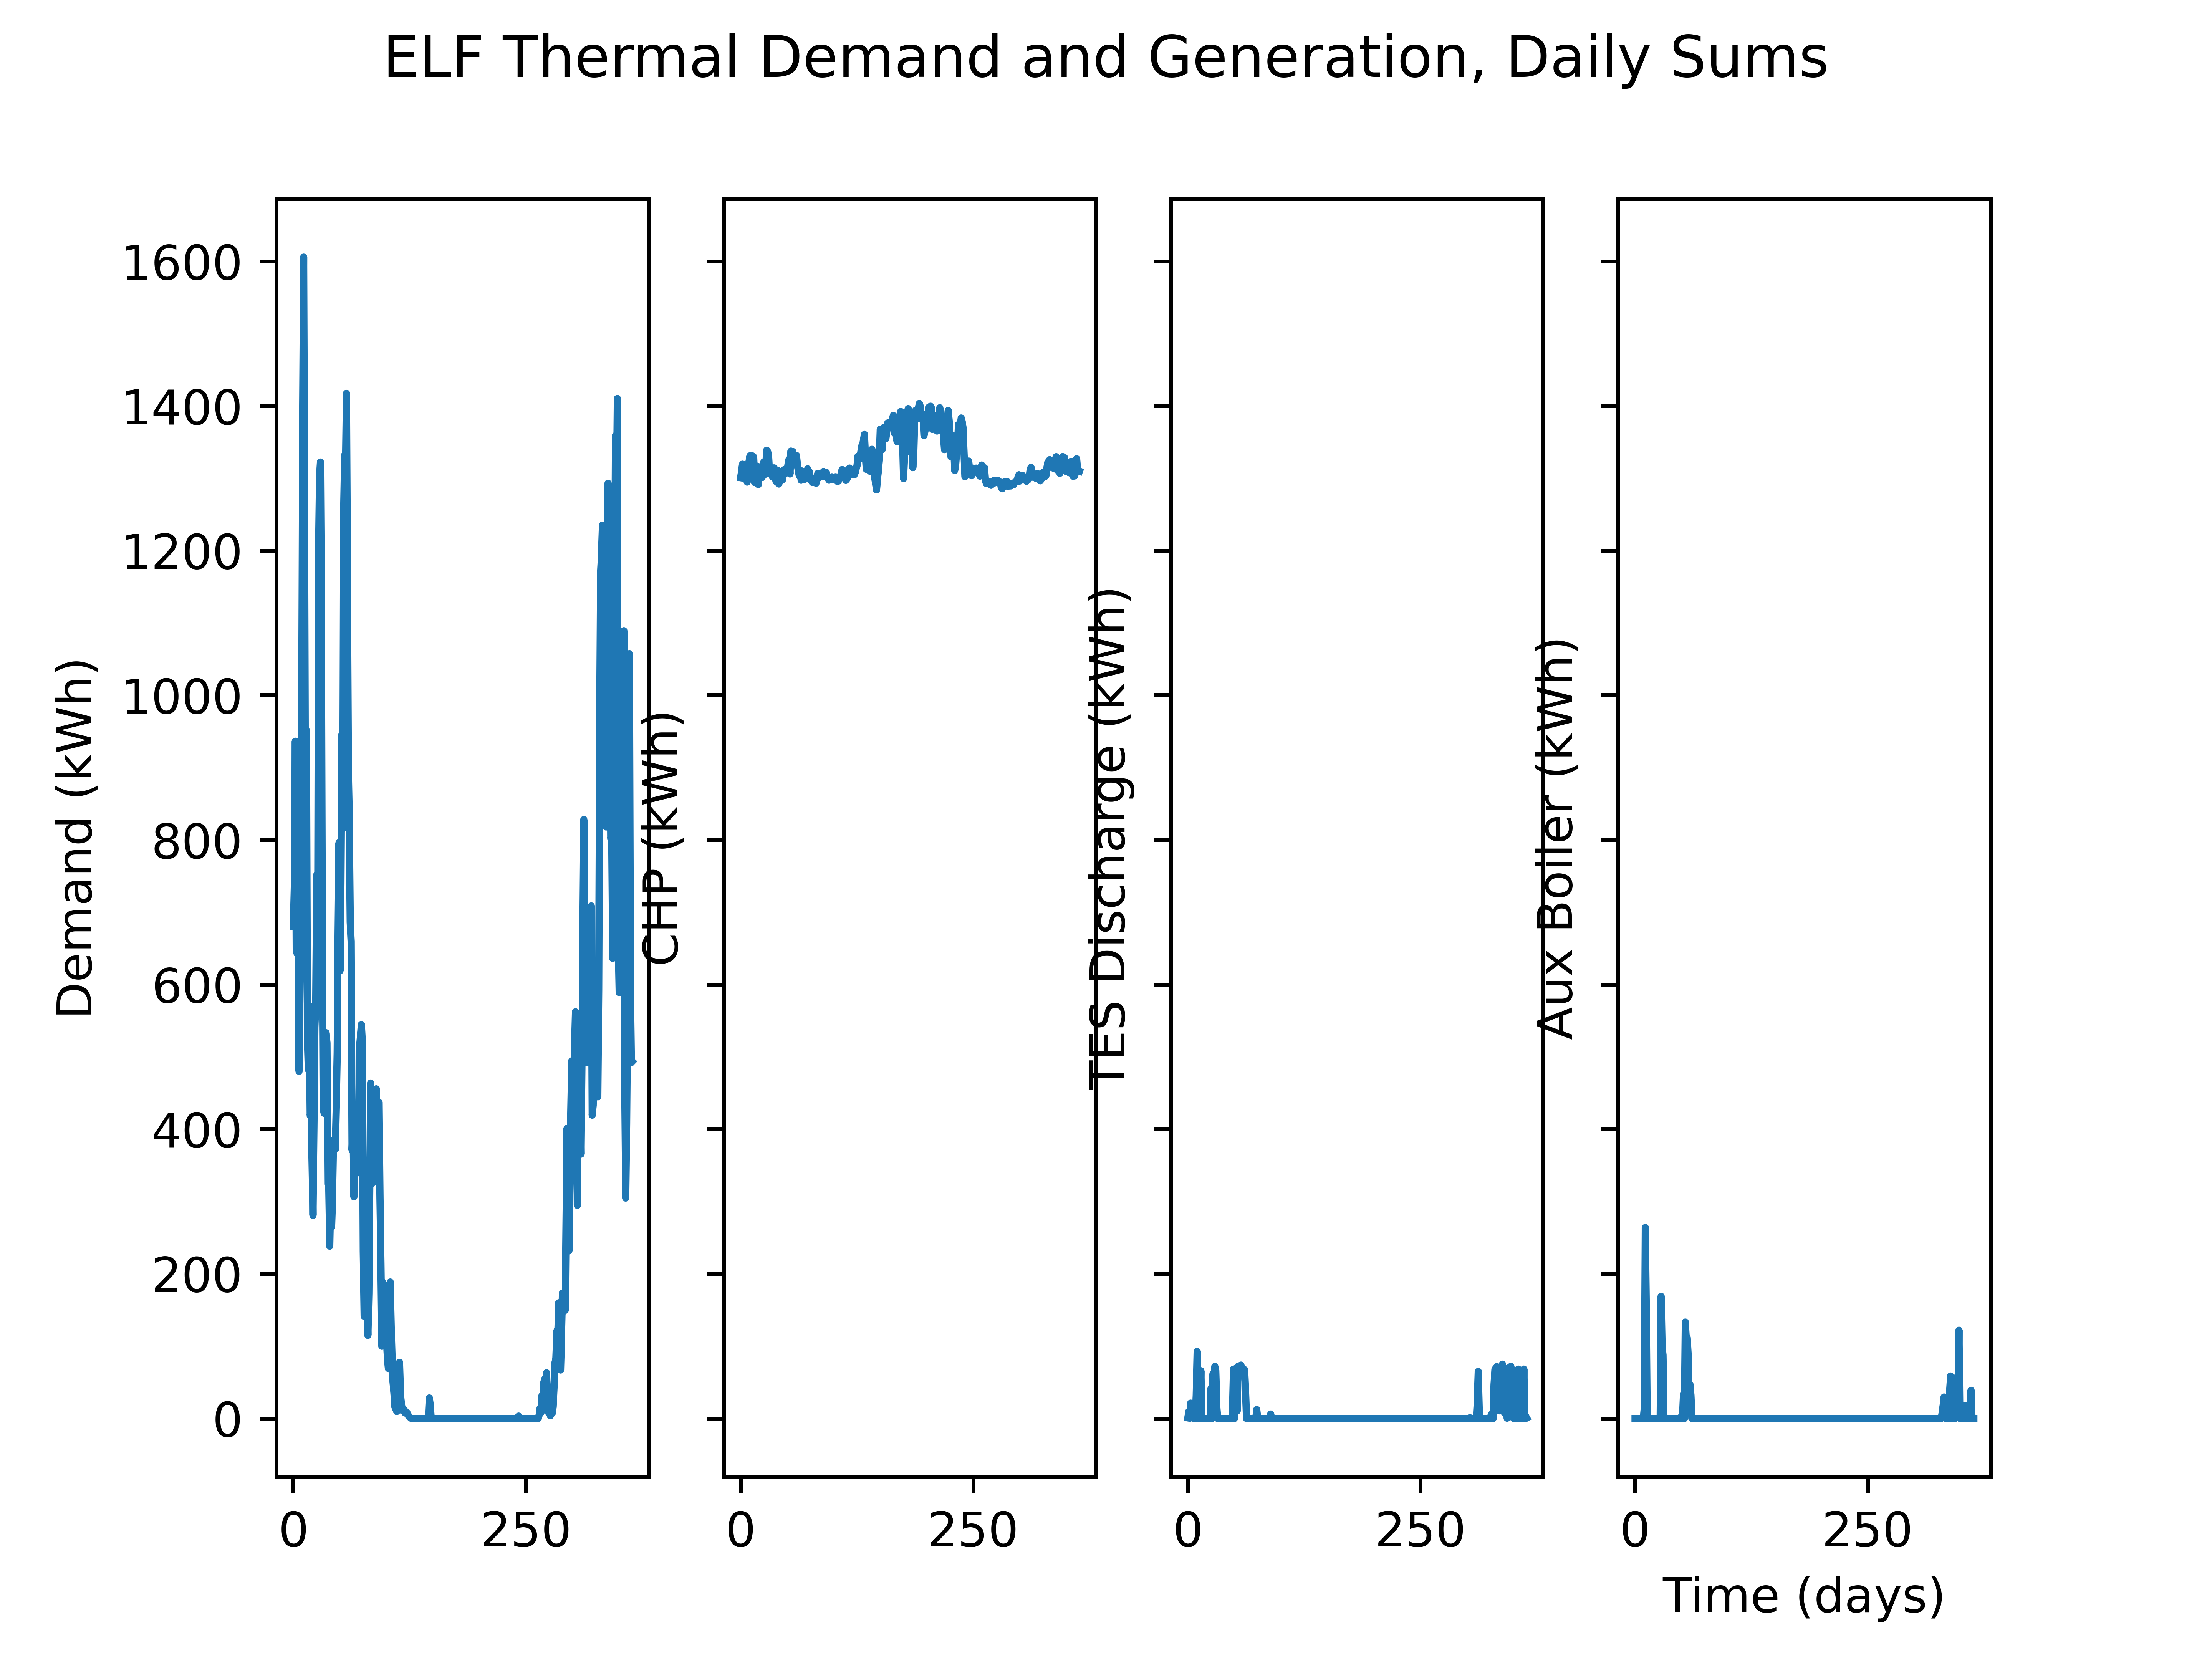 ELF Thermal Demand and Generation, Daily Sums
Demand (kWh)
1600
1400
1200
1000
800
600
400
200
0
0 250
CHP (kWh)
0 250
TES Discharge (kWh)
0 250
Aux Boiler (kWh)
0 250
Time (days)